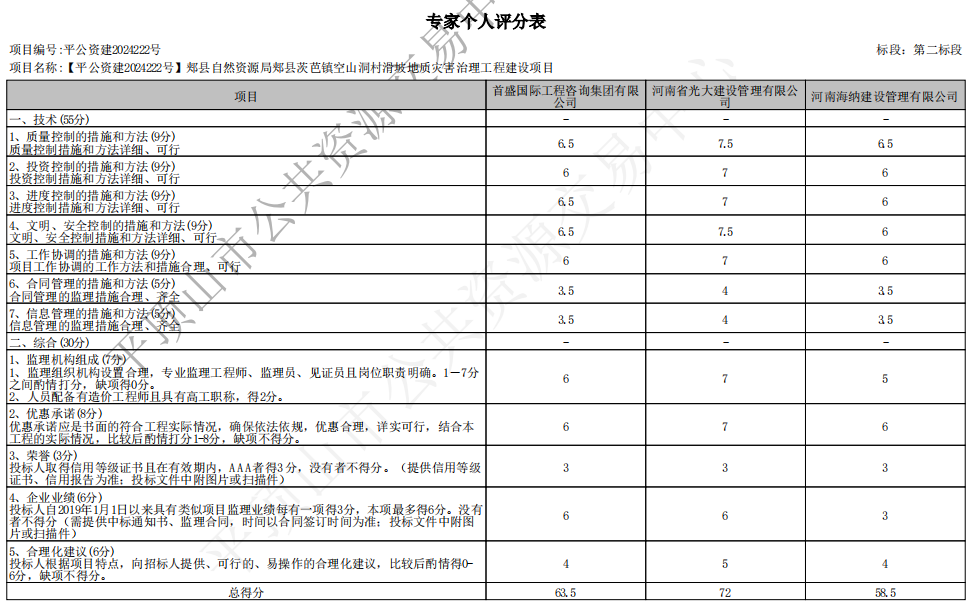 专家个人评分表
项目编号:平公资建2024222号 标段: 第二标段
项目名称:【平公资建2024222号】郏县自然资源局郏县茨芭镇空山洞村滑坡地质灾害治理工程建设项目
项目 首盛国际工程咨询集团有限 河南省光大建设管理有限公 河南海纳建设管理有限公司
公司 司
一、技术(55分) - - -
1、质量控制的措施和方法(9分)
质量控制措施和方法详细、可行 6.5 7.5 6.5
2、投资控制的措施和方法(9分)
投资控制措施和方法详细、可行 6 7 6
3、进度控制的措施和方法(9分)
进度控制措施和方法详细、可行 6.5 7 6
4、文明、安全控制的措施和方法(9分)
文明、安全控制措施和方法详细、可行 6.5 7.5 6
5、工作协调的措施和方法(9分)
项目工作协调的工作方法和措施合理、可行 6 7 6
6、合同管理的措施和方法(5分)
合同管理的监理措施合理、齐全 3.5 4 3.5
7、信息管理的措施和方法(5分)
信息管理的监理措施合理、齐全 3.5 4 3.5
二、综合(30分) - - -
1、监理机构组成(7分)
1、监理组织机构设置合理，专业监理工程师、监理员、见证员且岗位职责明确。1－7分
之间酌情打分，缺项得0分。
2、人员配备有造价工程师且具有高工职称，得2分。 6 7 5
2、优惠承诺(8分)
优惠承诺应是书面的符合工程实际情况，确保依法依规，优惠合理，详实可行，结合本
工程的实际情况，比较后酌情打分1-8分，缺项不得分。 6 7 6
3、荣誉(3分)
投标人取得信用等级证书且在有效期内，AAA者得3分，没有者不得分。（提供信用等级
证书、信用报告为准；投标文件中附图片或扫描件） 3 3 3
4、企业业绩(6分)
投标人自2019年1月1日以来具有类似项目监理业绩每有一项得3分，本项最多得6分。没有
者不得分（需提供中标通知书、监理合同，时间以合同签订时间为准；投标文件中附图
片或扫描件） 6 6 3
5、合理化建议(6分)
投标人根据项目特点，向招标人提供、可行的、易操作的合理化建议，比较后酌情得0-
6分，缺项不得分。 4 5 4
总得分 63.5 72 58.5
平顶山市公共资源交易中心
平顶山市公共资源交易中心